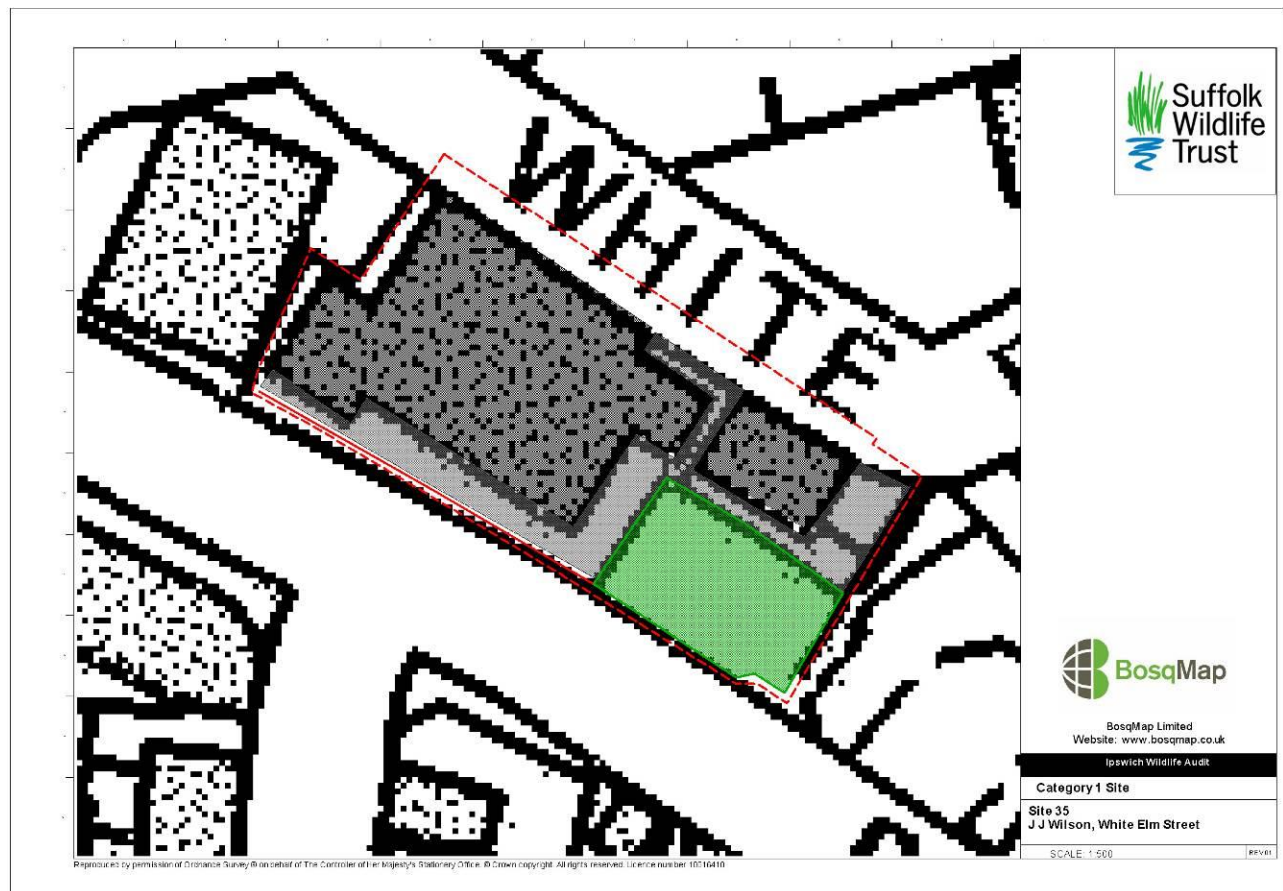 Suffolk
Wildlife
Trust
WHITE
BosqMap
BosqMap Limited
Website: www.bosqmap.co.uk
Ipswich Wildlife Audit
Category 1 Site
Site 35
J J Wilson, White Elm Street
SCALE: 1:500
REV01
Reproduced by permission of Ordnance Survey ® on behalf of The Controller of Her Majesty's Stationery Office. © Crown copyright. All rights reserved. Licence number 10016410